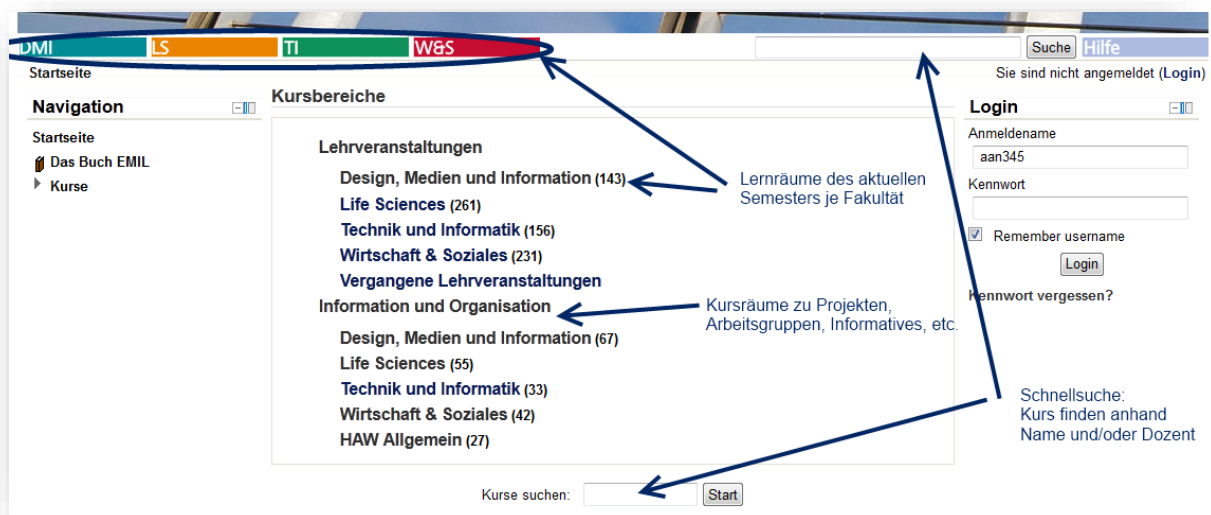 DMI LS TI W&S Suche Hilfe
Startseite
Sie sind nicht angemeldet (Login)
Navigation
Startseite
Das Buch EMIL
Kurse
Kursbereiche
Lehrveranstaltungen
Design, Medien und Information (143)
Life Sciences (261)
Technik und Informatik (156)
Wirtschaft & Soziales (231)
Vergangene Lehrveranstaltungen
Information und Organisation
Design, Medien und Information (67)
Life Sciences (55)
Technik und Informatik (33)
Wirtschaft & Soziales (42)
HAW Allgemein (27)
Kurse suchen: Start
Lernräume des aktuellen
Semesters je Fakultät
Kursräume zu Projekten,
Arbeitsgruppen, Informatives, etc.
Login
Anmeldename
aan345
Kennwort
Remember username
Login
Kennwort vergessen?
Schnellsuche:
Kurs finden anhand
Name und/oder Dozent